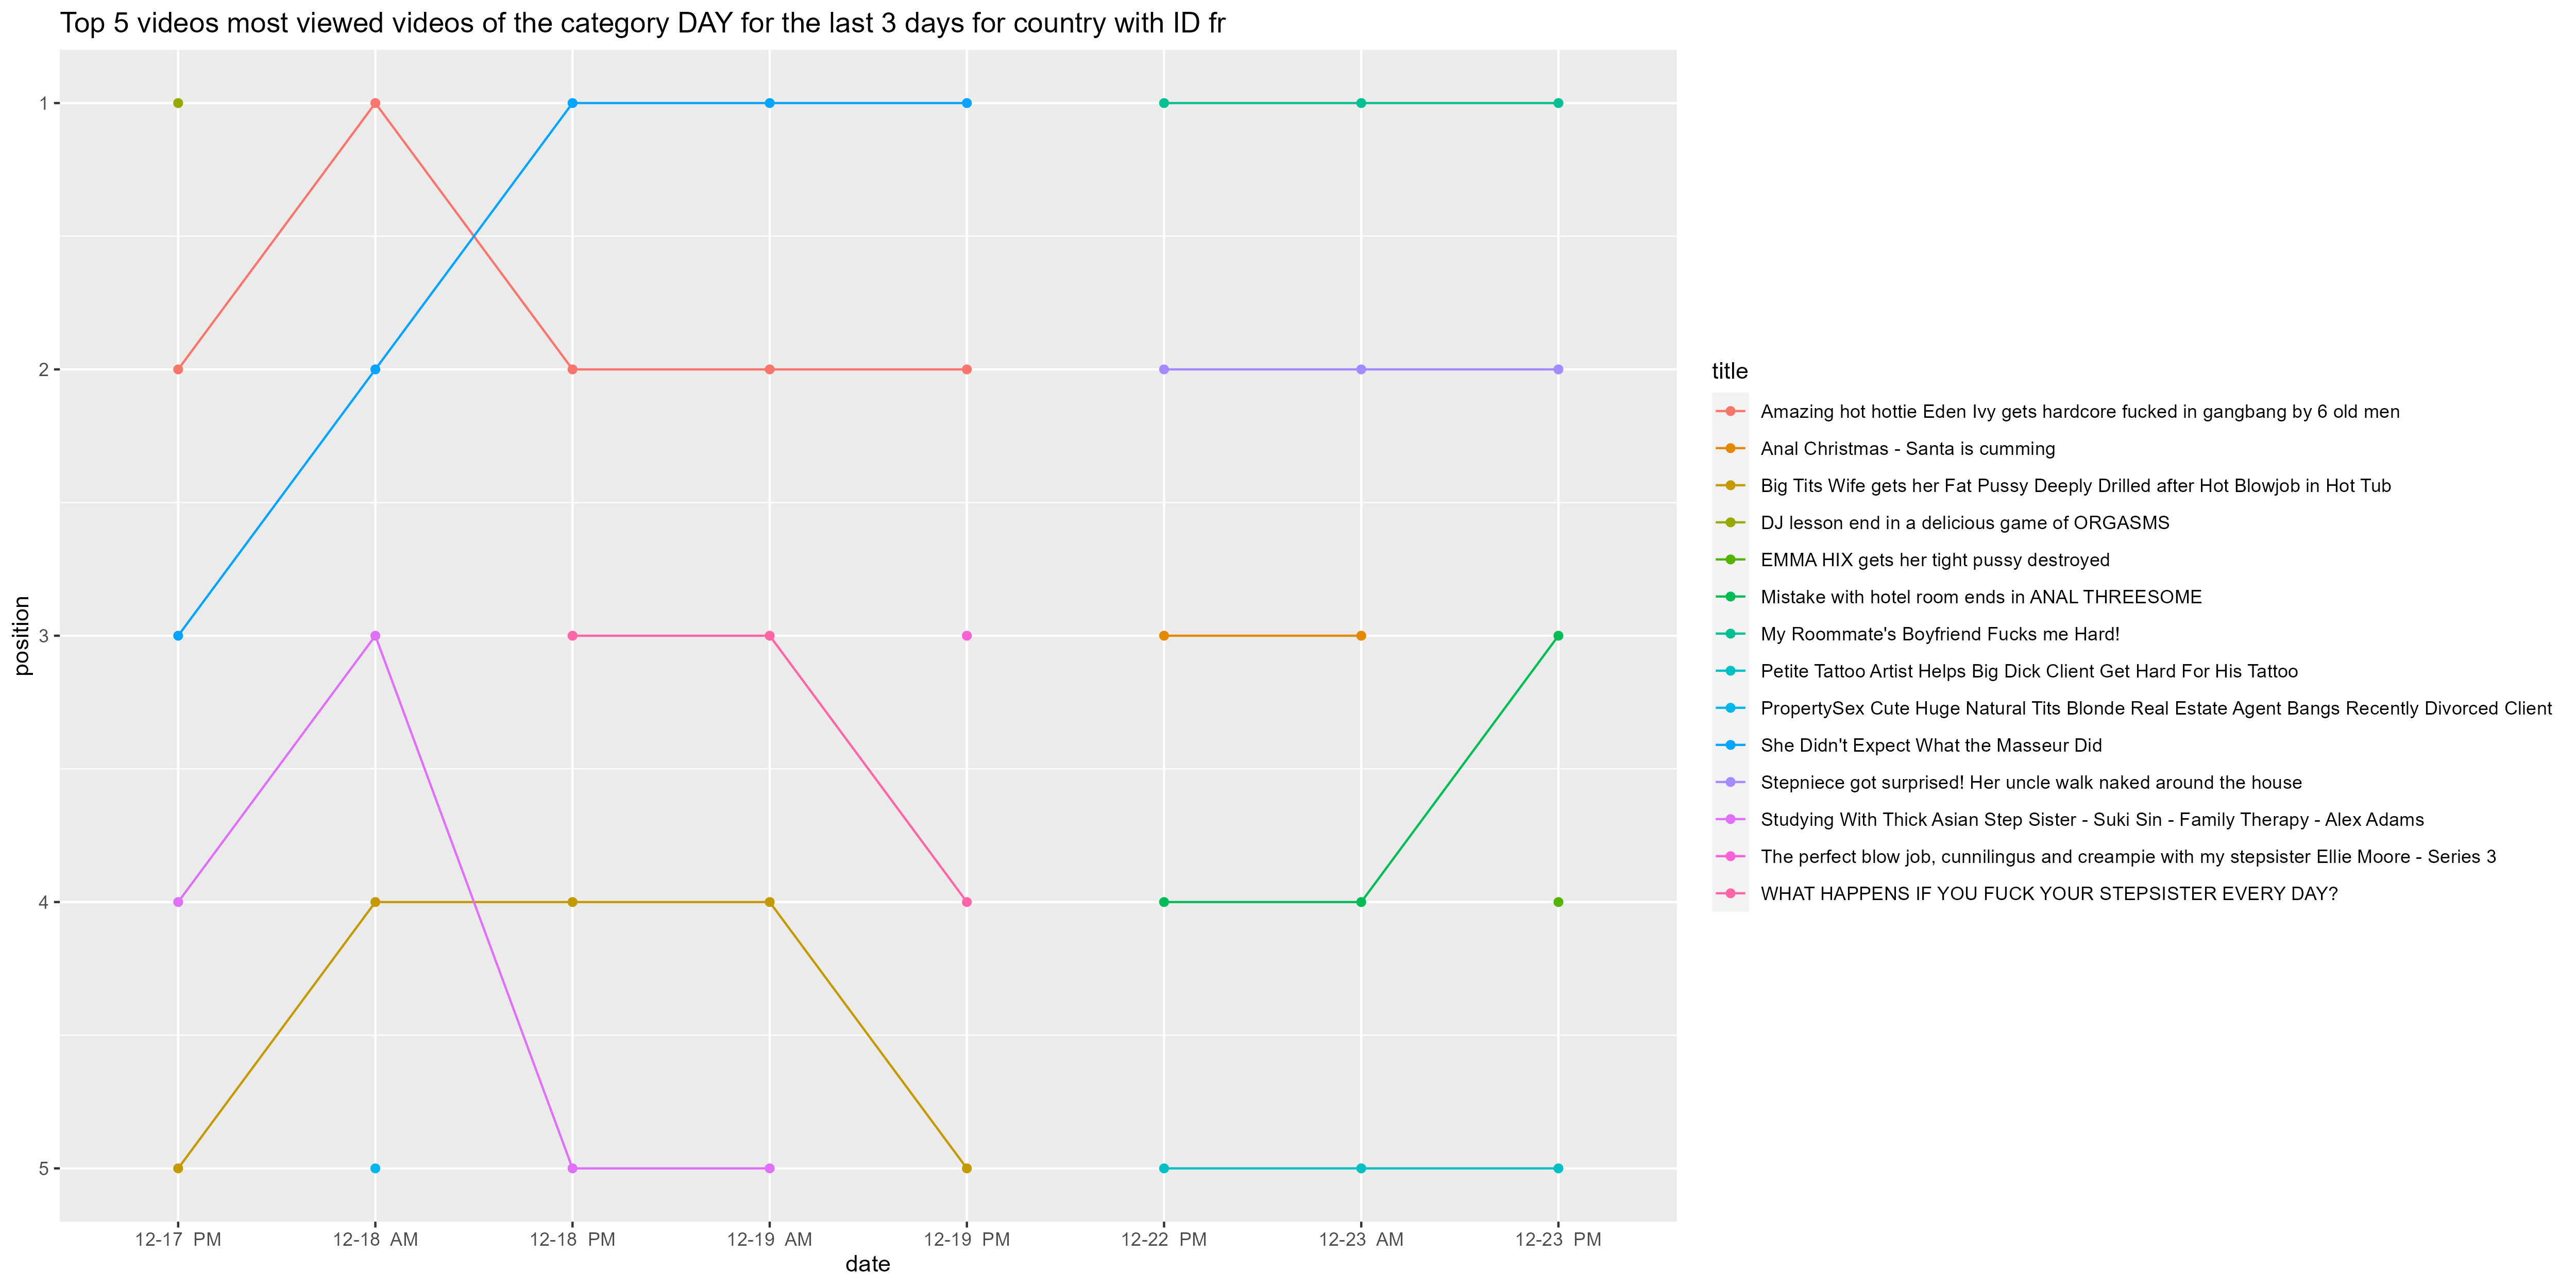 Top 5 videos most viewed videos of the category DAY for the last 3 days for country with ID fr
position
1
2
3
4
5
12-17 PM
12-18 AM
12-18 PM
12-19 AM
12-19 PM
12-22 PM
12-23 AM
12-23 PM
date
title
Amazing hot hottie Eden Ivy gets hardcore fucked in gangbang by 6 old men
Anal Christmas - Santa is cumming
Big Tits Wife gets her Fat Pussy Deeply Drilled after Hot Blowjob in Hot Tub
DJ lesson end in a delicious game of ORGASMS
EMMA HIX gets her tight pussy destroyed
Mistake with hotel room ends in ANAL THREESOME
My Roommate's Boyfriend Fucks me Hard!
Petite Tattoo Artist Helps Big Dick Client Get Hard For His Tattoo
PropertySex Cute Huge Natural Tits Blonde Real Estate Agent Bangs Recently Divorced Client
She Didn't Expect What the Masseur Did
Stepniece got surprised! Her uncle walk naked around the house
Studying With Thick Asian Step Sister - Suki Sin - Family Therapy - Alex Adams
The perfect blow job, cunnilingus and creampie with my stepsister Ellie Moore - Series 3
WHAT HAPPENS IF YOU FUCK YOUR STEPSISTER EVERY DAY?